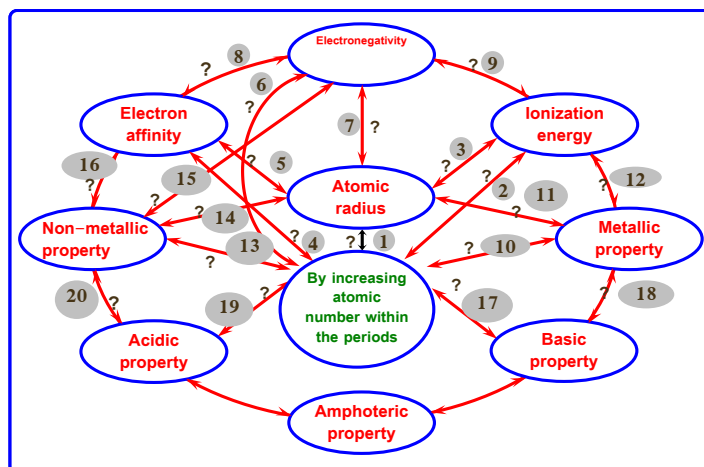 Electronegativity
8
9
?
?
6
?
Electron
affinity
Ionization
energy
7
?
3
?
16
?
15
?
5
?
?
2
12
?
Atomic
radius
11
?
14
?
Non-metallic
property
13
?
4
?
1
10
?
Metallic
property
By increasing
atomic
number within
the periods
20
?
19
?
?
17
18
?
Acidic
property
Basic
property
Amphoteric
property